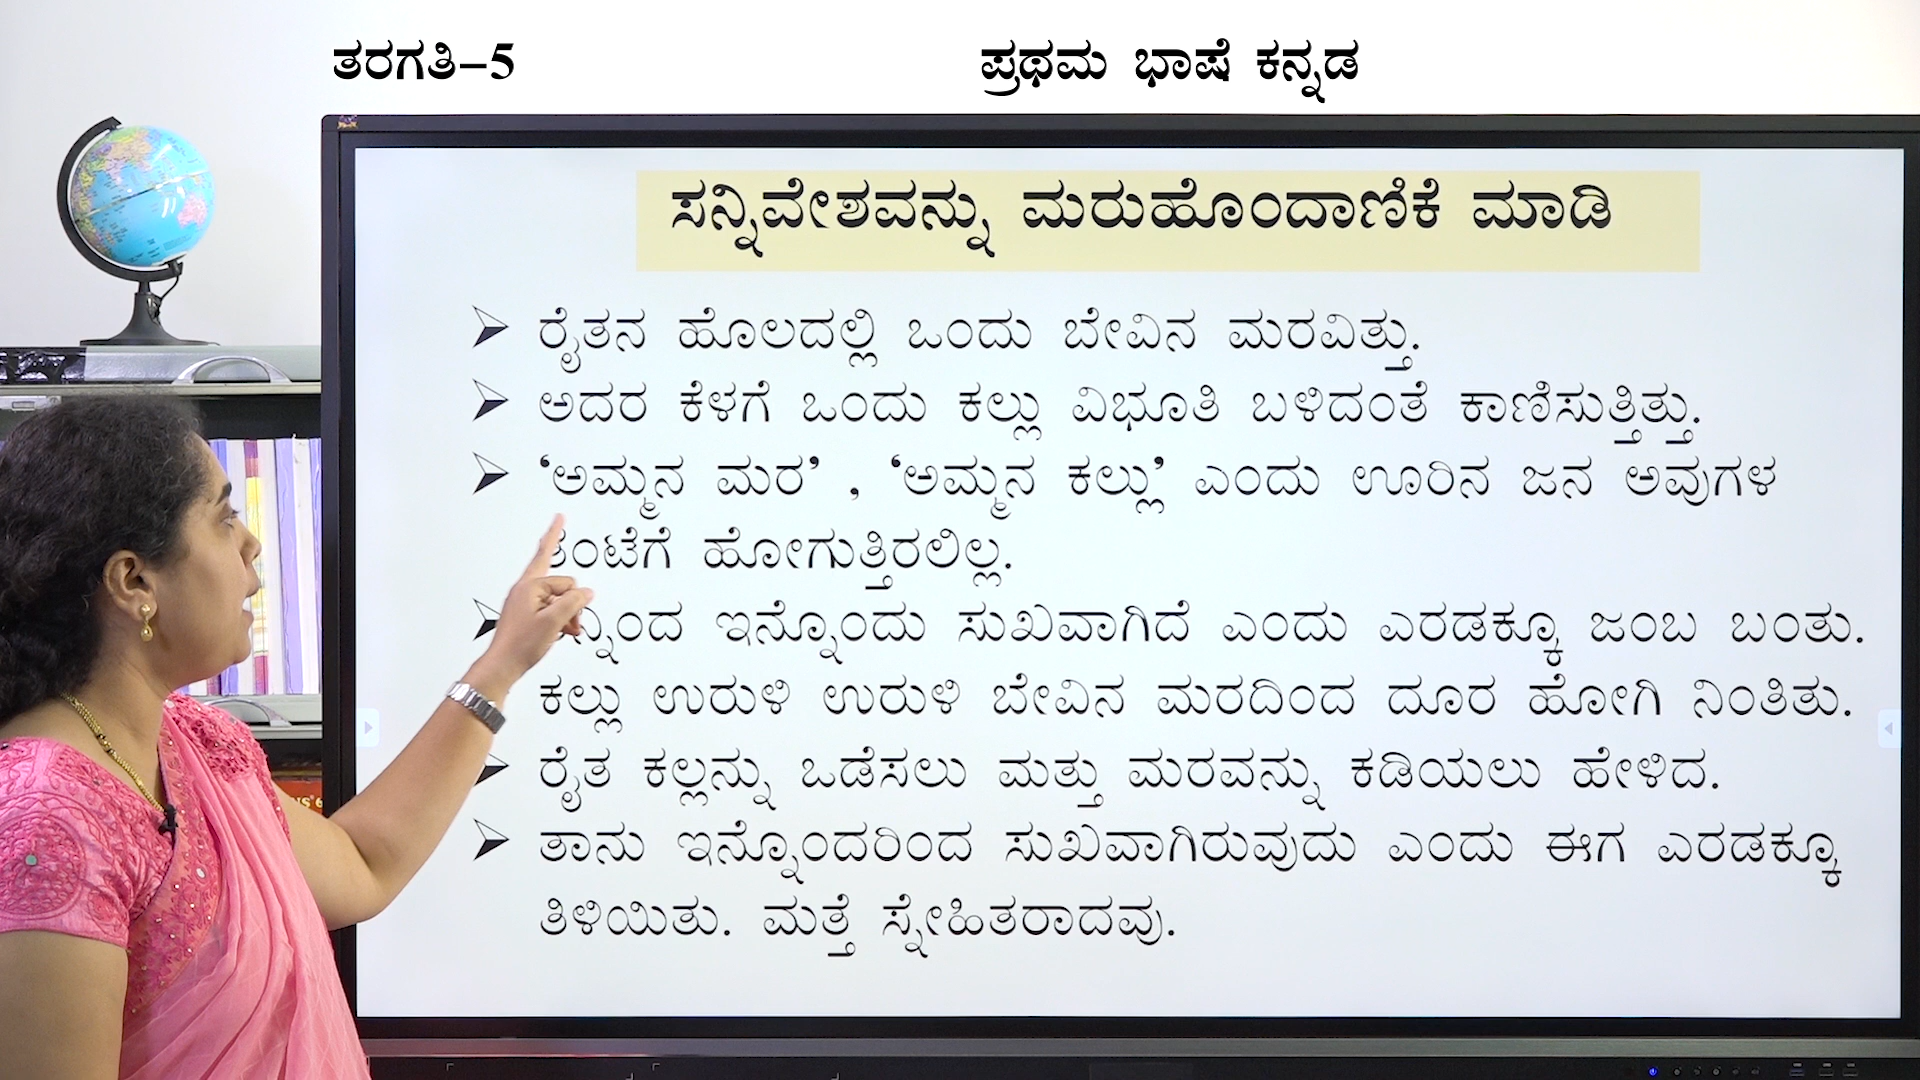 ತರಗತಿ–5
ಪ್ರಥಮ ಭಾಷೆ ಕನ್ನಡ
ಸನ್ನಿವೇಶವನ್ನು ಮರುಹೊಂದಾಣಿಕೆ ಮಾಡಿ
➢ ರೈತನ ಹೊಲದಲ್ಲಿ ಒಂದು ಬೇವಿನ ಮರವಿತ್ತು.
➢ ಅದರ ಕೆಳಗೆ ಒಂದು ಕಲ್ಲು ವಿಭೂತಿ ಬಳಿದಂತೆ ಕಾಣಿಸುತ್ತಿತ್ತು.
➢ ‘ಅಮ್ಮನ ಮರ’ , ‘ಅಮ್ಮನ ಕಲ್ಲು’ ಎಂದು ಊರಿನ ಜನ ಅವುಗಳ
ಹೋಗುತ್ತಿರಲಿಲ್ಲ.
➢ ಇನ್ನೊಂದು ಸುಖವಾಗಿದೆ ಎಂದು ಎರಡಕ್ಕೂ ಜಂಬ ಬಂತು.
ಕಲ್ಲು ಉರುಳಿ ಉರುಳಿ ಬೇವಿನ ಮರದಿಂದ ದೂರ ಹೋಗಿ ನಿಂತಿತು.
➢ ರೈತ ಕಲ್ಲನ್ನು ಒಡೆಸಲು ಮತ್ತು ಮರವನ್ನು ಕಡಿಯಲು ಹೇಳಿದ.
➢ ತಾನು ಇನ್ನೊಂದರಿಂದ ಸುಖವಾಗಿರುವುದು ಎಂದು ಈಗ ಎರಡಕ್ಕೂ
ತಿಳಿಯಿತು. ಮತ್ತೆ ಸ್ನೇಹಿತರಾದವು.